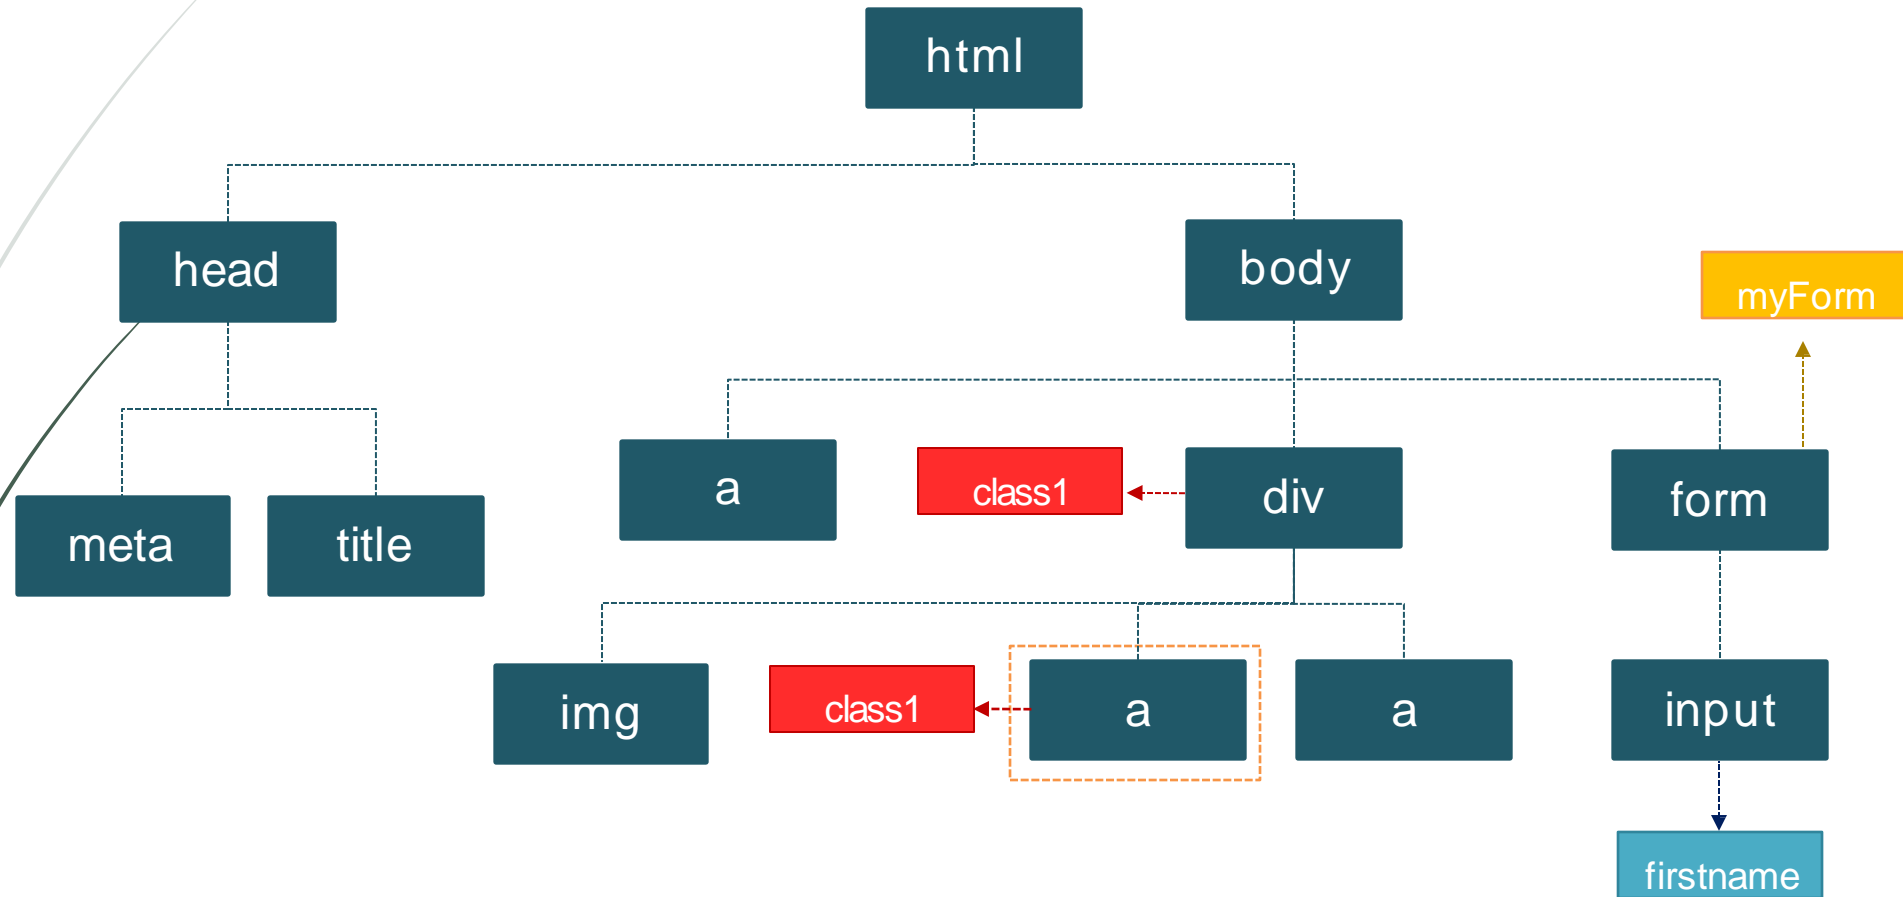 html
head
body
myForm
a
class1
div
form
meta
title
img
class1
a
a
input
firstname